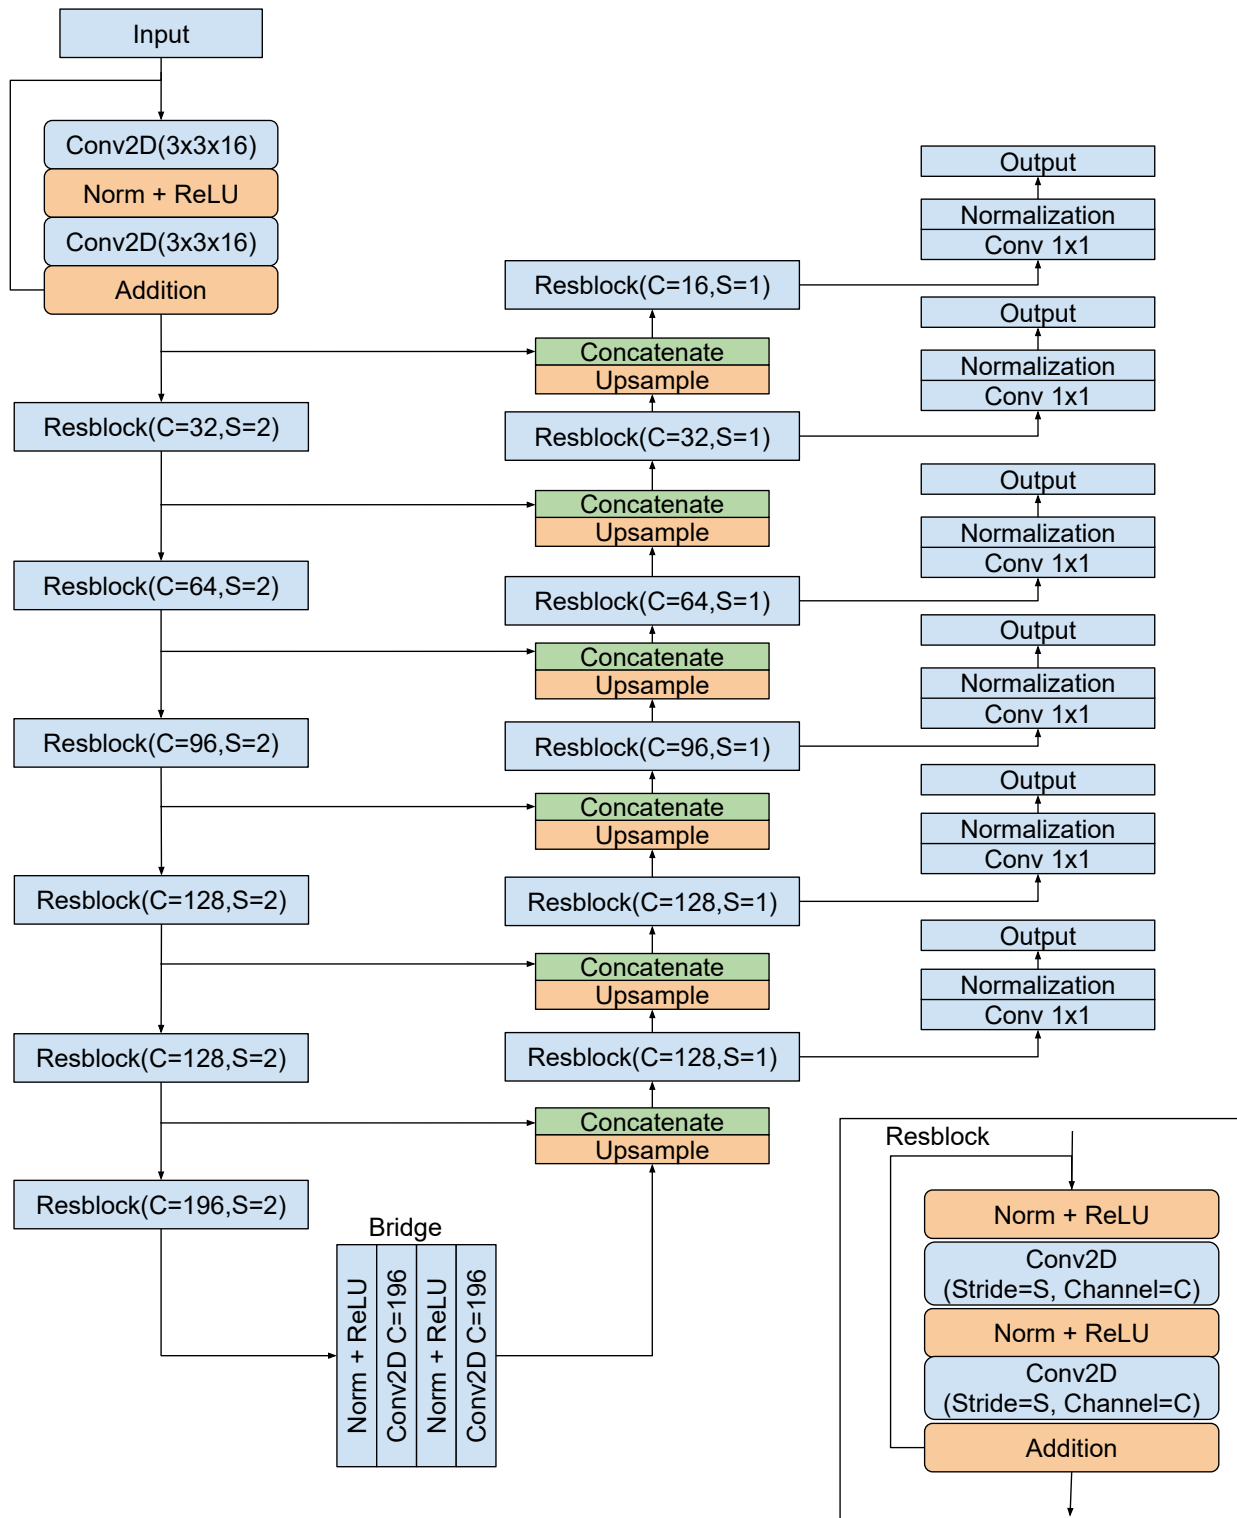 Input
Conv2D(3x3x16)
Norm + ReLU
Conv2D(3x3x16)
Addition
Resblock(C=32,S=2)
Resblock(C=64,S=2)
Resblock(C=96,S=2)
Resblock(C=128,S=2)
Resblock(C=128,S=2)
Resblock(C=196,S=2)
Bridge
Norm + ReLU
Conv2D C=196
Norm + ReLU
Conv2D C=196
Resblock(C=16,S=1)
Concatenate
Upsample
Resblock(C=32,S=1)
Concatenate
Upsample
Resblock(C=64,S=1)
Concatenate
Upsample
Resblock(C=96,S=1)
Concatenate
Upsample
Resblock(C=128,S=1)
Concatenate
Upsample
Resblock(C=128,S=1)
Concatenate
Upsample
Output
Normalization
Conv 1x1
Output
Normalization
Conv 1x1
Output
Normalization
Conv 1x1
Output
Normalization
Conv 1x1
Output
Normalization
Conv 1x1
Output
Normalization
Conv 1x1
Resblock
Norm + ReLU
Conv2D
(Stride=S, Channel=C)
Norm + ReLU
Conv2D
(Stride=S, Channel=C)
Addition